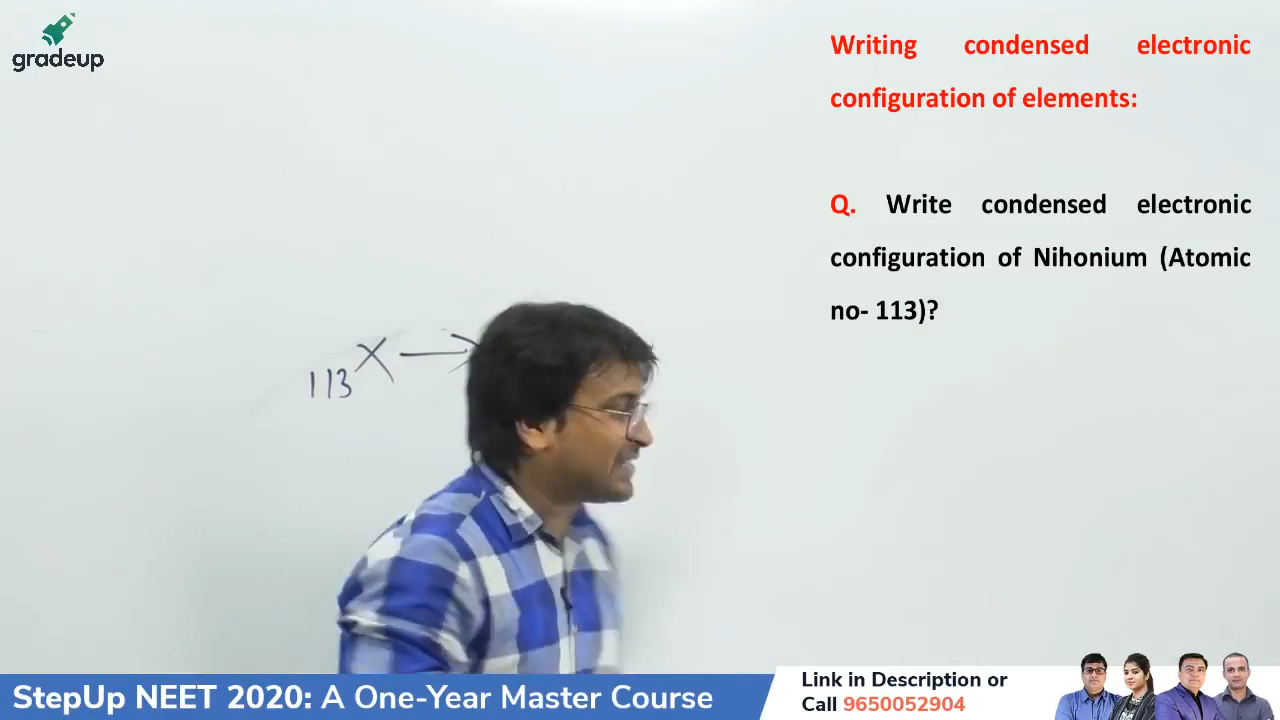 gradeup
Writing condensed electronic
configuration of elements:
Q. Write condensed electronic
configuration of Nihonium (Atomic
no- 113)?
113X →
StepUp NEET 2020: A One-Year Master Course
Link in Description or
Call 9650052904